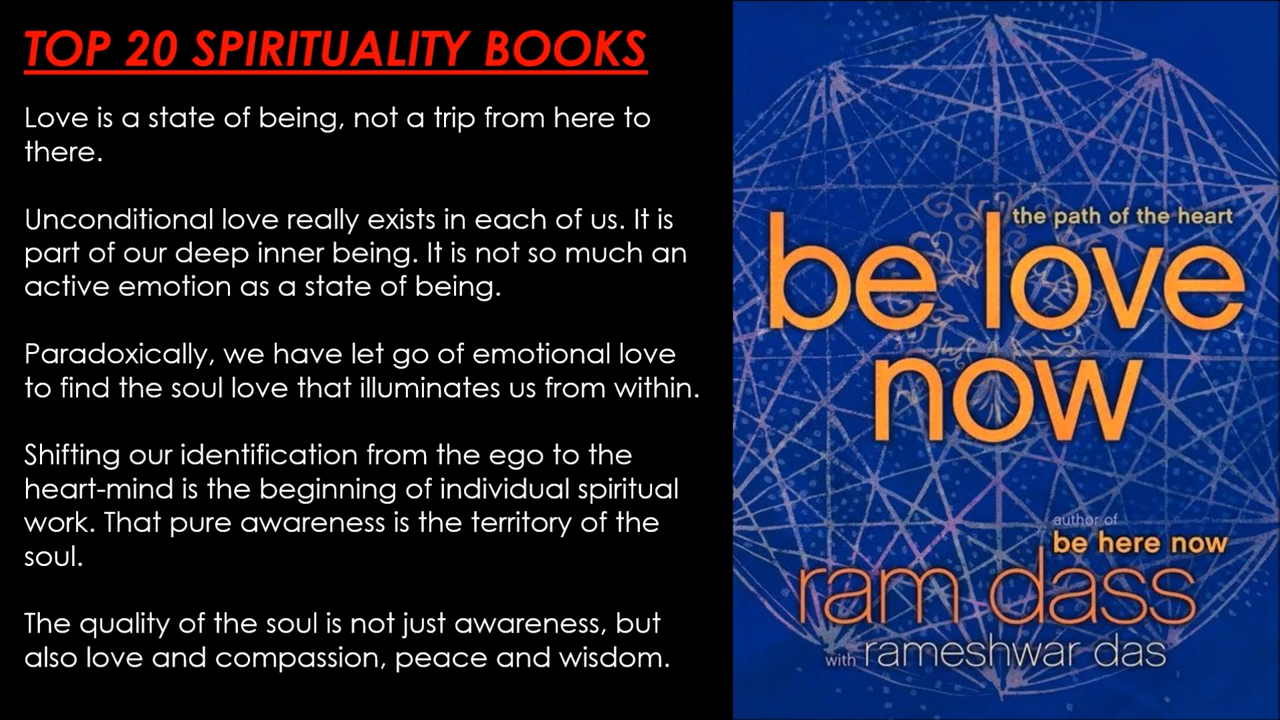 TOP 20 SPIRITUALITY BOOKS
Love is a state of being, not a trip from here to
there.
Unconditional love really exists in each of us. It is
part of our deep inner being. It is not so much an
active emotion as a state of being.
Paradoxically, we have let go of emotional love
to find the soul love that illuminates us from within.
Shifting our identification from the ego to the
heart-mind is the beginning of individual spiritual
work. That pure awareness is the territory of the
soul.
The quality of the soul is not just awareness, but
also love and compassion, peace and wisdom.
the path of the heart
be love
now
author of
be here now
ram dass
with rameshwar das